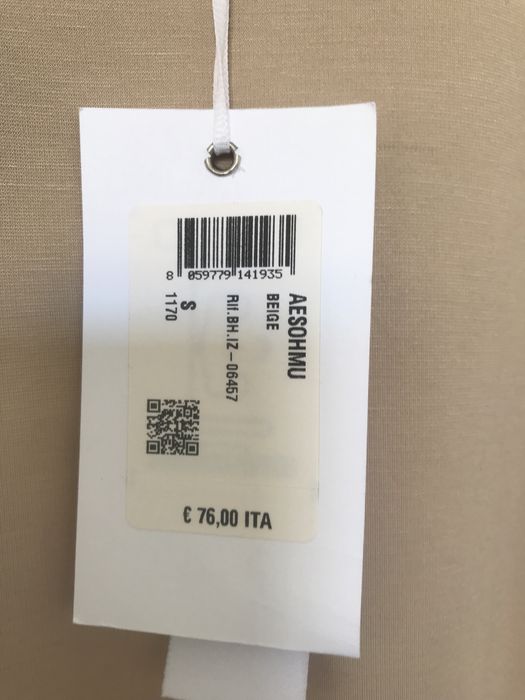 8 059779 141935
AESOHMU
BEIGE
Rif.BH.IZ-06457
S
1170
€ 76,00 ITA